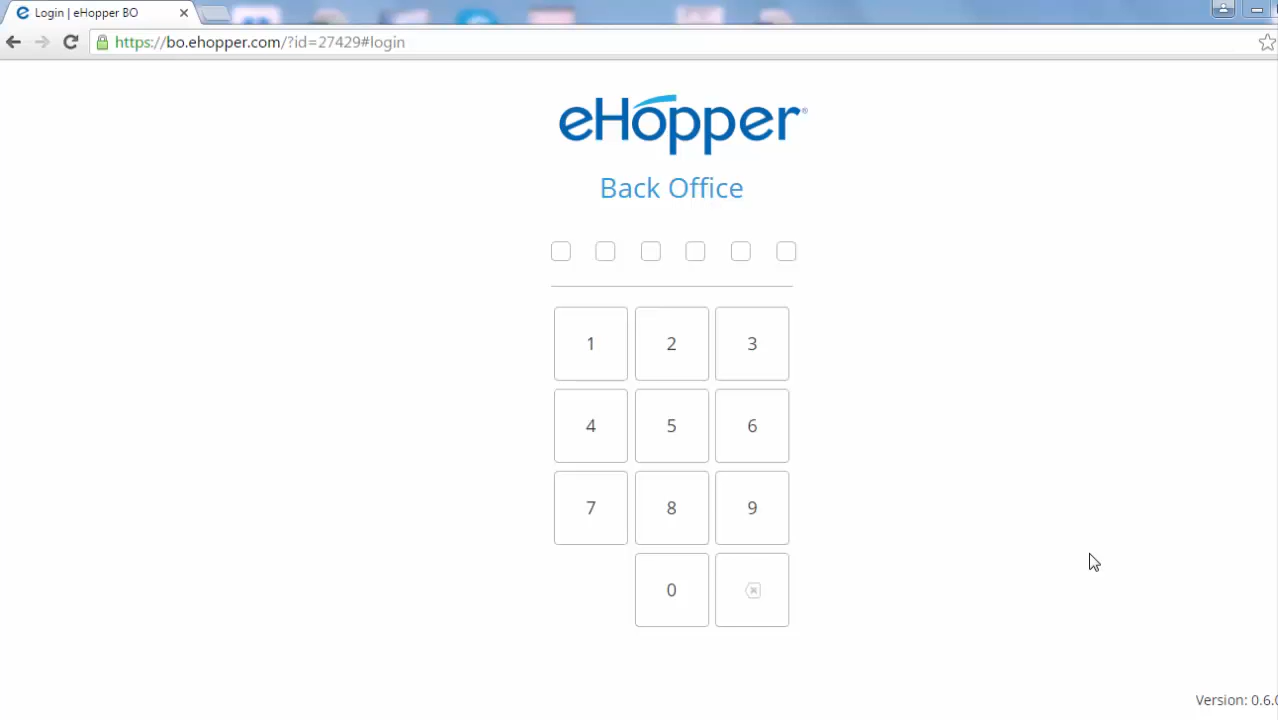 Login | eHopper BO
https://bo.ehopper.com/?id=27429#login
eHopper®
Back Office
1 2 3
4 5 6
7 8 9
0
Version: 0.6.0